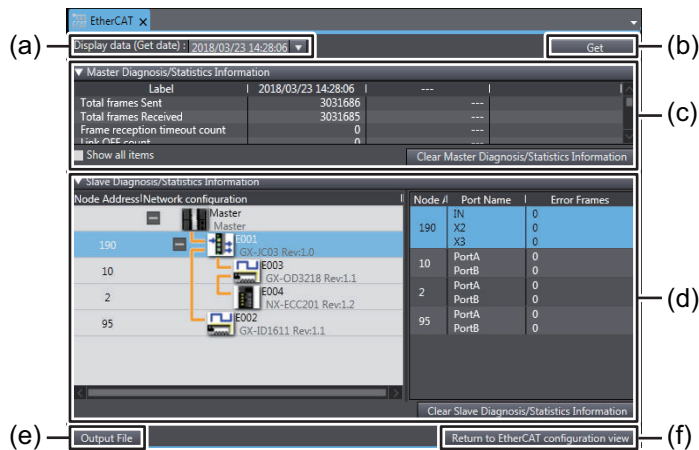 EtherCAT x
(a) Display data (Get date) : 2018/03/23 14:28:06 Get (b)
Master Diagnosis/Statistics Information
Label 2018/03/23 14:28:06 ---
Total frames Sent 3031686 ---
Total frames Received 3031685 ---
Frame reception timeout count 0 ---
Link OFF count 0 ---
(c)
Show all items Clear Master Diagnosis/Statistics Information
Slave Diagnosis/Statistics Information
Node Address Network configuration Node A Port Name Error Frames
Master
Master
190 E001
GX-JC03 Rev:1.0
10 E003
GX-OD3218 Rev:1.1
2 E004
NX-ECC201 Rev:1.2
95 E002
GX-ID1611 Rev:1.1
190 IN 0
X2 0
X3 0
10 PortA 0
PortB 0
2 PortA 0
PortB 0
95 PortA 0
PortB 0
(d)
Clear Slave Diagnosis/Statistics Information
(e) Output File Return to EtherCAT configuration view (f)